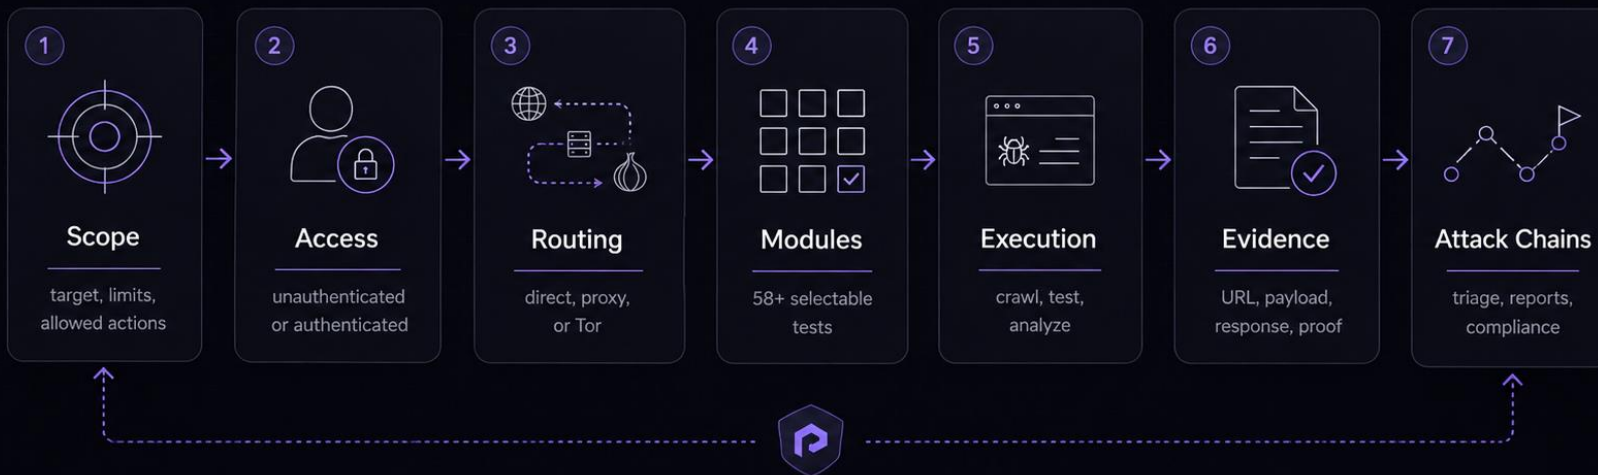 1
Scope
target, limits,
allowed actions
2
Access
unauthenticated
or authenticated
3
Routing
direct, proxy,
or Tor
4
Modules
58+ selectable
tests
5
Execution
crawl, test,
analyze
6
Evidence
URL, payload,
response, proof
7
Attack Chains
triage, reports,
compliance